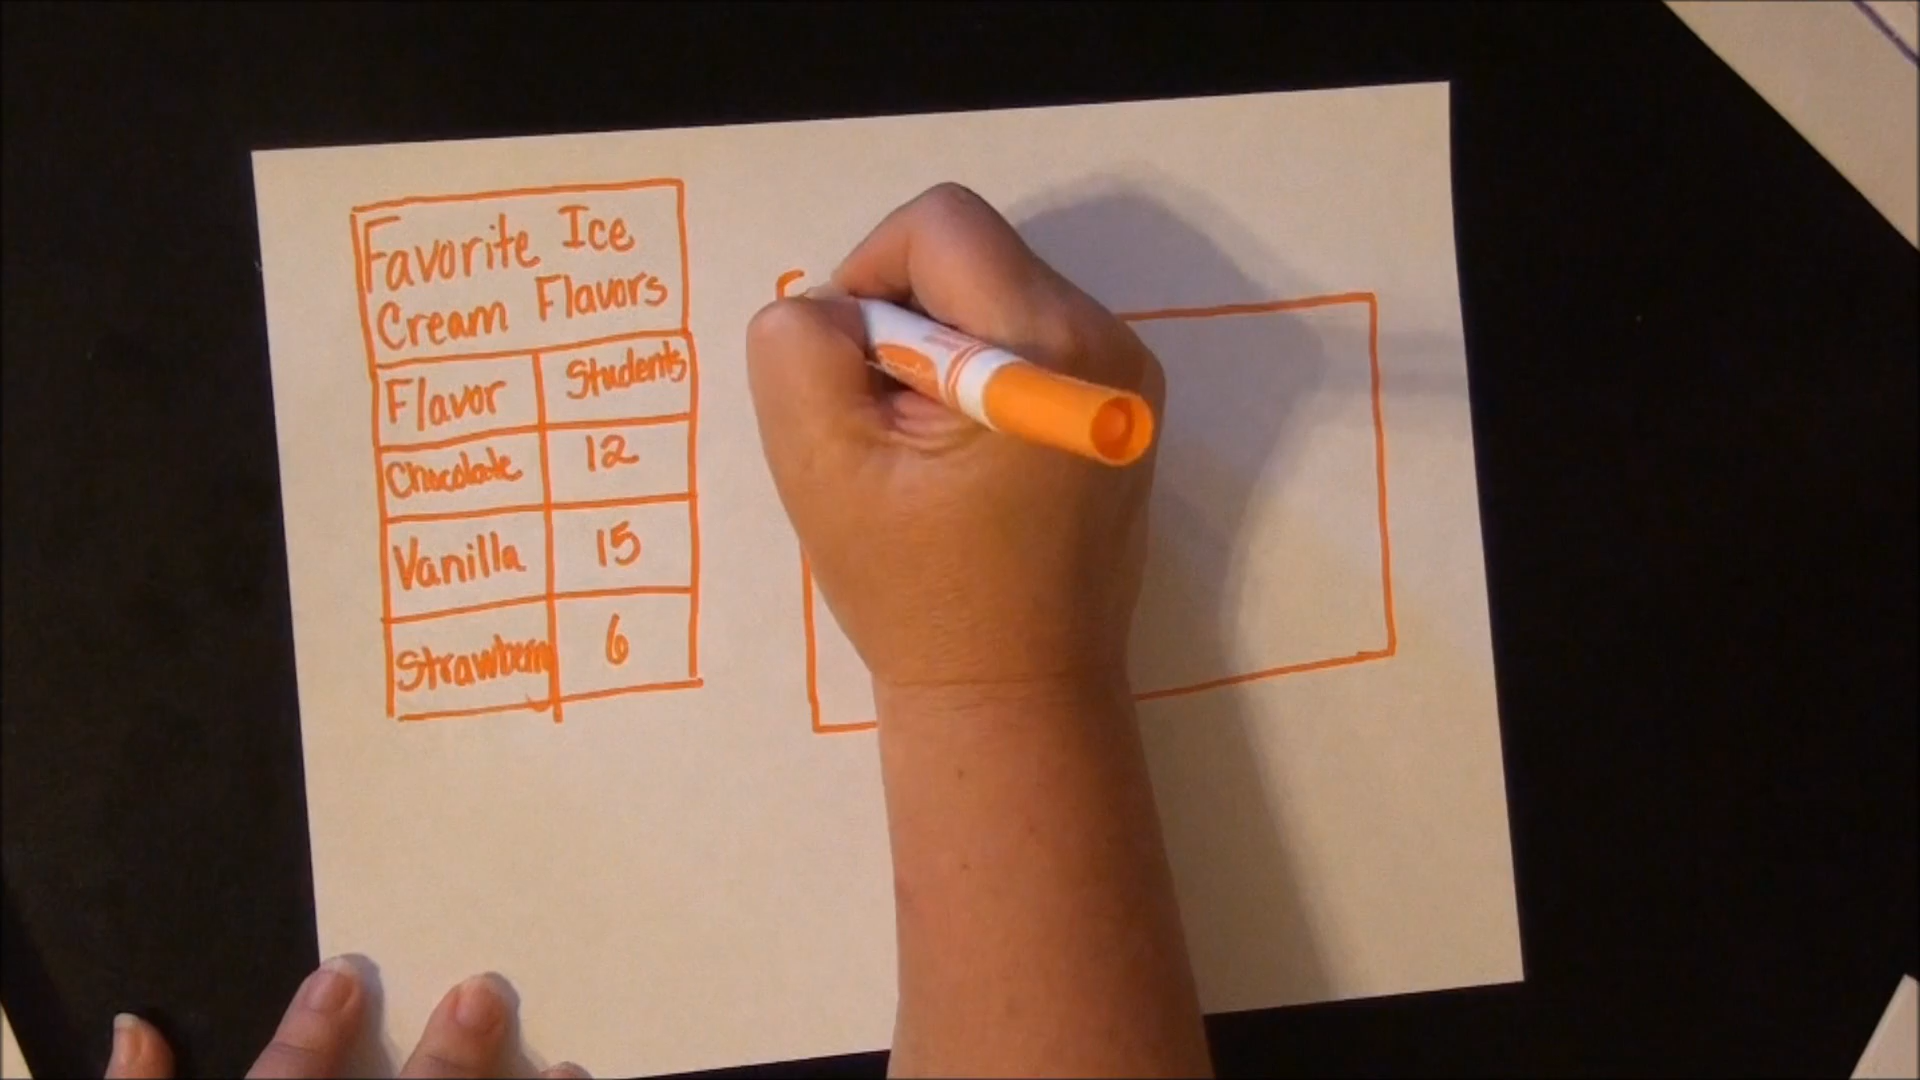 Favorite Ice
Cream Flavors
Flavor Students
Chocolate 12
Vanilla 15
Strawberry 6